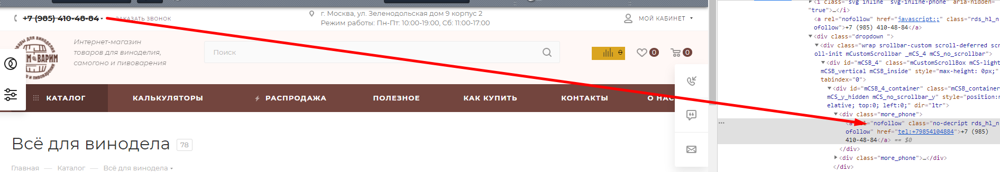 +7 (985) 410-48-84
ЗАКАЗАТЬ ЗВОНОК
г. Москва, ул. Зеленодольская дом 9 корпус 2
Режим работы: Пн-Пт: 10:00-19:00, Сб: 11:00-17:00
МОЙ КАБИНЕТ
ВАРИМ
и пивоварения
Интернет-магазин
товаров для виноделия,
самогоно и пивоварения
Поиск
0
0
0
КАТАЛОГ
КАЛЬКУЛЯТОРЫ
РАСПРОДАЖА
ПОЛЕЗНОЕ
КАК КУПИТЬ
КОНТАКТЫ
О НАС
Всё для винодела 78
Главная — Каталог — Всё для винодела
<i class="svg inline svg-inline-phone" aria-hidden=
"true">…</i>
<a rel="nofollow" href="javascript:;" class="rds_hl_n
ofollow">+7 (985) 410-48-84</a>
<div class="dropdown ">
<div class="wrap srollbar-custom scroll-deferred scr
oll-init mCustomScrollbar _mCS_4 mCS_no_scrollbar">
<div id="mCSB_4" class="mCustomScrollBox mCS-light
mCSB_vertical mCSB_inside" style="max-height: 0px;"
tabindex="0">
<div id="mCSB_4_container" class="mCSB_container
mCS_y_hidden mCS_no_scrollbar_y" style="position:r
elative; top:0; left:0;" dir="ltr">
<div class="more_phone">
<a rel="nofollow" class="no-decript rds_hl_n
ofollow" href="tel:+79854104884">+7 (985)
410-48-84</a> == $0
</div>
<div class="more_phone">…</div>
</div>